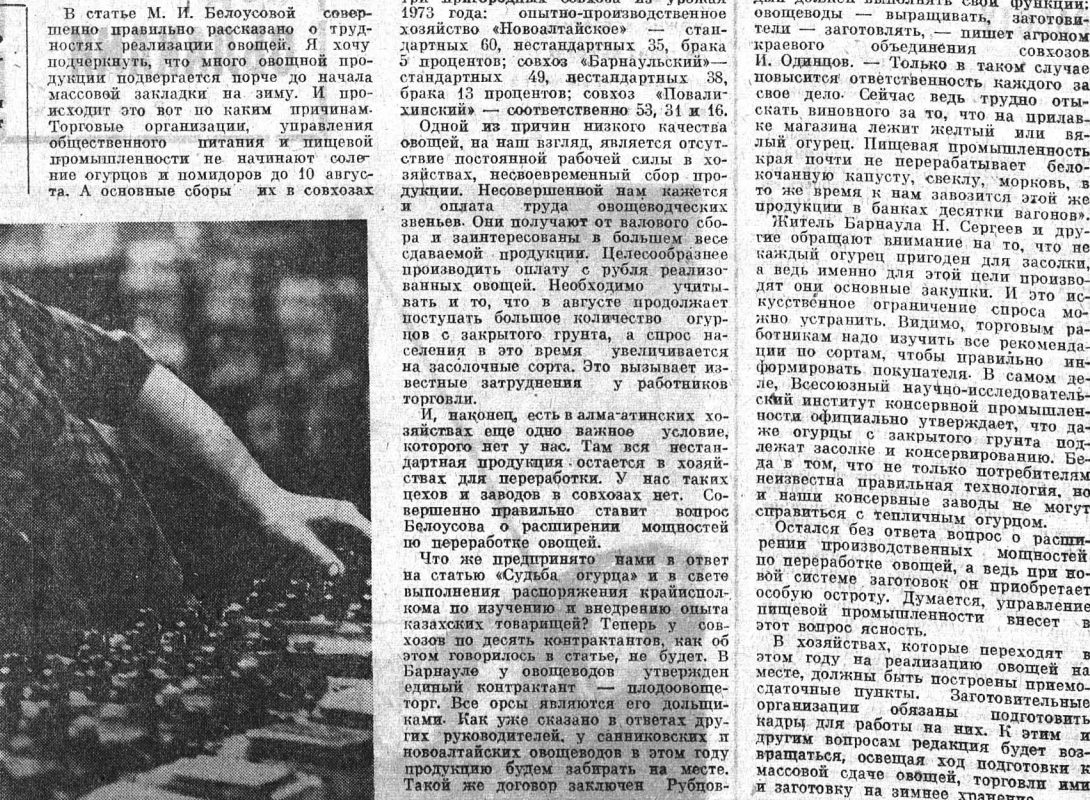 В статье М. И. Белоусовой совер-
шенно правильно рассказано о труд-
ностях реализации овощей. Я хочу
подчеркнуть, что много овощной про-
дукции подвергается порче до начала
массовой закладки на зиму. И про-
исходит это вот по каким причинам.
Торговые организации, управления
общественного питания и пищевой
промышленности не начинают соле-
ние огурцов и помидоров до 10 авгус-
та. А основные сборы их в совхозах
1973 года: опытно-производственное
хозяйство «Новоалтайское» — стан-
дартных 60, нестандартных 35, брака
5 процентов; совхоз «Барнаульский»—
стандартных 49, нестандартных 38,
брака 13 процентов; совхоз «Повали-
хинский» — соответственно 53, 31 и 16.
Одной из причин низкого качества
овощей, на наш взгляд, является отсут-
ствие постоянной рабочей силы в хо-
зяйствах, несвоевременный сбор про-
дукции. Несовершенной нам кажется
и оплата труда овощеводческих
звеньев. Они получают от валового сбо-
ра и заинтересованы в большем весе
сдаваемой продукции. Целесообразнее
производить оплату с рубля реализо-
ванных овощей. Необходимо учиты-
вать и то, что в августе продолжает
поступать большое количество огур-
цов с закрытого грунта, а спрос на-
селения в это время увеличивается
на засолочные сорта. Это вызывает из-
вестные затруднения у работников
торговли.
И, наконец, есть в алма-атинских хо-
зяйствах еще одно важное условие,
которого нет у нас. Там вся нестан-
дартная продукция остается в хозяй-
ствах для переработки. У нас таких
цехов и заводов в совхозах нет. Со-
вершенно правильно ставит вопрос
Белоусова о расширении мощностей
по переработке овощей.
Что же предпринято нами в ответ
на статью «Судьба огурца» и в свете
выполнения распоряжения крайиспол-
кома по изучению и внедрению опыта
казахских товарищей? Теперь у сов-
хозов по десять контрактантов, как об
этом говорилось в статье, не будет. В
Барнауле у овощеводов утвержден
единый контрактант — плодоовоще-
торг. Все орсы являются его дольщи-
ками. Как уже сказано в ответах дру-
гих руководителей, у санниковских и
новоалтайских овощеводов в этом году
продукцию будем забирать на месте.
Такой же договор заключен Рубцов-
должен выполнять свои функции:
овощеводы — выращивать, заготови-
тели — заготовлять, — пишет агроном
краевого объединения совхозов
И. Одинцов. — Только в таком случае
повысится ответственность каждого за
свое дело. Сейчас ведь трудно оты-
скать виновного за то, что на прилав-
ке магазина лежит желтый или вя-
лый огурец. Пищевая промышленность
края почти не перерабатывает бело-
кочанную капусту, свеклу, морковь, в
то же время к нам завозится этой же
продукции в банках десятки вагонов».
Житель Барнаула Н. Сергеев и дру-
гие обращают внимание на то, что не
каждый огурец пригоден для засолки,
а ведь именно для этой цели произво-
дят они основные закупки. И это ис-
кусственное ограничение спроса мо-
жно устранить. Видимо, торговым ра-
ботникам надо изучить все рекоменда-
ции по сортам, чтобы правильно ин-
формировать покупателя. В самом де-
ле, Всесоюзный научно-исследователь-
ский институт консервной промышлен-
ности официально утверждает, что да-
же огурцы с закрытого грунта под-
лежат засолке и консервированию. Бе-
да в том, что не только потребителям
неизвестна правильная технология, но
и наши консервные заводы не могут
справиться с тепличным огурцом.
Остался без ответа вопрос о расши-
рении производственных мощностей
по переработке овощей, а ведь при но-
вой системе заготовок он приобретает
особую остроту. Думается, управление
пищевой промышленности внесет в
этот вопрос ясность.
В хозяйствах, которые переходят в
этом году на реализацию овощей на
месте, должны быть построены приемо-
сдаточные пункты. Заготовительные
организации обязаны подготовить
кадры для работы на них. К этим и
другим вопросам редакция будет воз-
вращаться, освещая ход подготовки к
массовой сдаче овощей, торговли ими
и заготовку на зимнее хранение